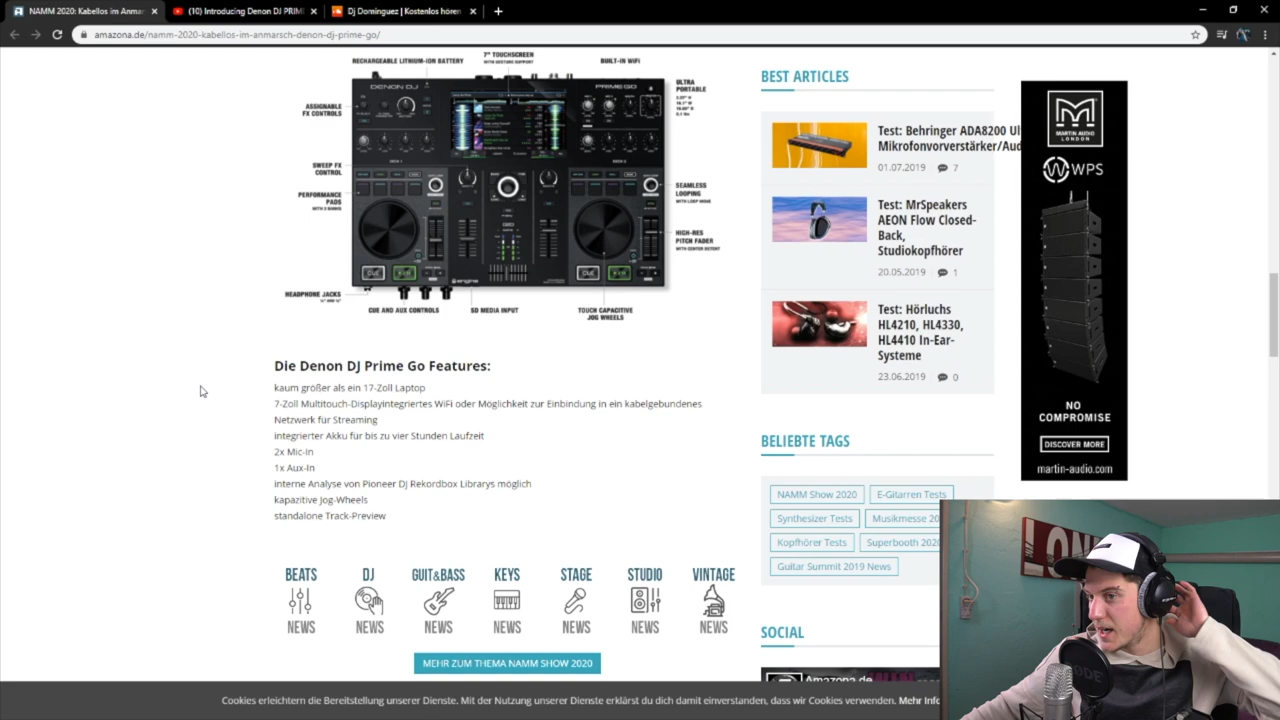 NAMM 2020: Kabellos im Anmar
(10) Introducing Denon DJ PRIM
Dj Dominguez | Kostenlos hören
amazona.de/namm-2020-kabellos-im-anmarsch-denon-dj-prime-go/
RECHARGEABLE LITHIUM-ION BATTERY
7" TOUCHSCREEN
WITH GESTURE SUPPORT
BUILT-IN WIFI
ULTRA
PORTABLE
ASSIGNABLE
FX CONTROLS
DENON DJ
PRIME GO
SWEEP FX
CONTROL
PERFORMANCE
PADS
SEAMLESS
LOOPING
HIGH-RES
PITCH FADER
CUE
CUE
HEADPHONE JACKS
CUE AND AUX CONTROLS
SD MEDIA INPUT
TOUCH CAPACITIVE
JOG WHEELS
Die Denon DJ Prime Go Features:
kaum größer als ein 17-Zoll Laptop
7-Zoll Multitouch-Displayintegriertes WiFi oder Möglichkeit zur Einbindung in ein kabelgebundenes
Netzwerk für Streaming
integrierter Akku für bis zu vier Stunden Laufzeit
2x Mic-In
1x Aux-In
interne Analyse von Pioneer DJ Rekordbox Librarys möglich
kapazitive Jog-Wheels
standalone Track-Preview
BEATS
NEWS
DJ
NEWS
GUIT&BASS
NEWS
KEYS
NEWS
STAGE
NEWS
STUDIO
NEWS
VINTAGE
NEWS
MEHR ZUM THEMA NAMM SHOW 2020
BEST ARTICLES
Test: Behringer ADA8200 Ul
Mikrofonvorverstärker/Aud
01.07.2019 7
Test: MrSpeakers
AEON Flow Closed-
Back,
Studiokopfhörer
20.05.2019 1
Test: Hörluchs
HL4210, HL4330,
HL4410 In-Ear-
Systeme
23.06.2019 0
BELIEBTE TAGS
NAMM Show 2020 E-Gitarren Tests
Synthesizer Tests Musikmesse 20
Kopfhörer Tests Superbooth 2020
Guitar Summit 2019 News
SOCIAL
Amazona.de
MARTIN AUDIO
LONDON
WPS
NO
COMPROMISE
DISCOVER MORE
martin-audio.com
LON
Cookies erleichtern die Bereitstellung unserer Dienste. Mit der Nutzung unserer Dienste erklärst du dich damit einverstanden, dass wir Cookies verwenden. Mehr Info